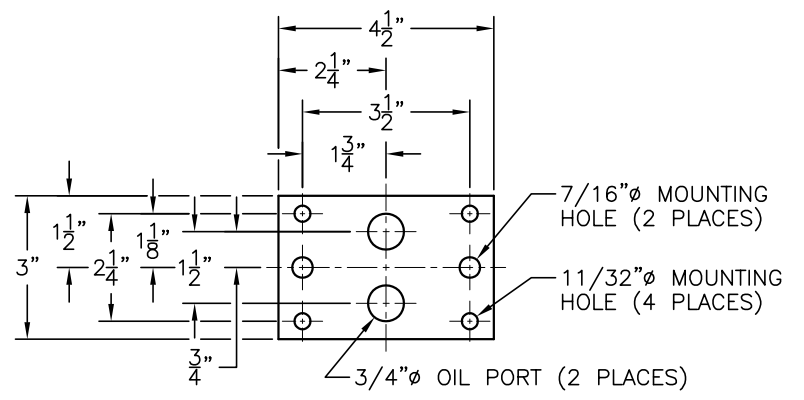 4 1/2"
2 1/4"
3 1/2"
1 3/4"
7/16"ø MOUNTING
HOLE (2 PLACES)
1 1/2"
1 1/8"
3"
2 1/4"
1 1/2"
11/32"ø MOUNTING
HOLE (4 PLACES)
3/4"
3/4"ø OIL PORT (2 PLACES)